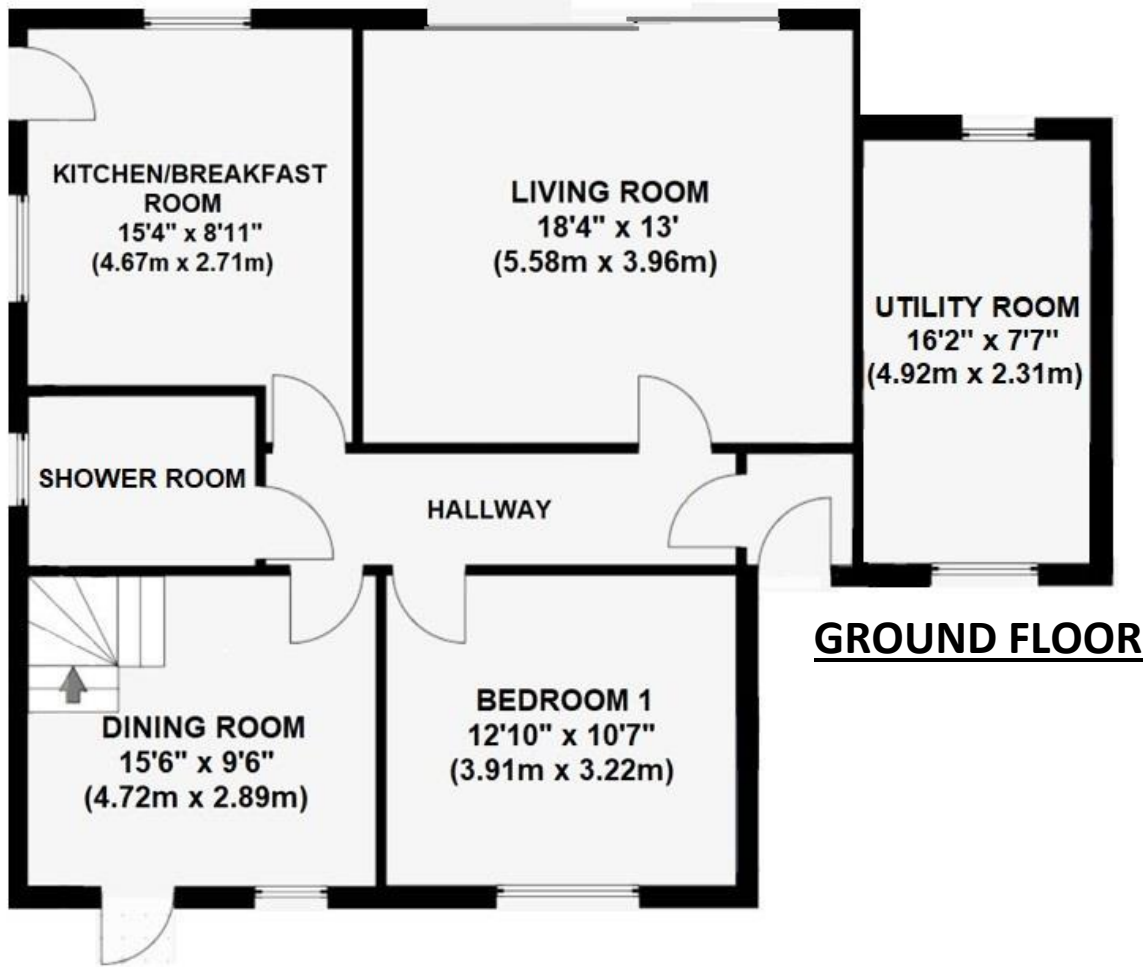 KITCHEN/BREAKFAST
ROOM
15'4" x 8'11"
(4.67m x 2.71m)
LIVING ROOM
18'4" x 13'
(5.58m x 3.96m)
UTILITY ROOM
16'2" x 7'7"
(4.92m x 2.31m)
SHOWER ROOM
HALLWAY
GROUND FLOOR
DINING ROOM
15'6" x 9'6"
(4.72m x 2.89m)
BEDROOM 1
12'10" x 10'7"
(3.91m x 3.22m)